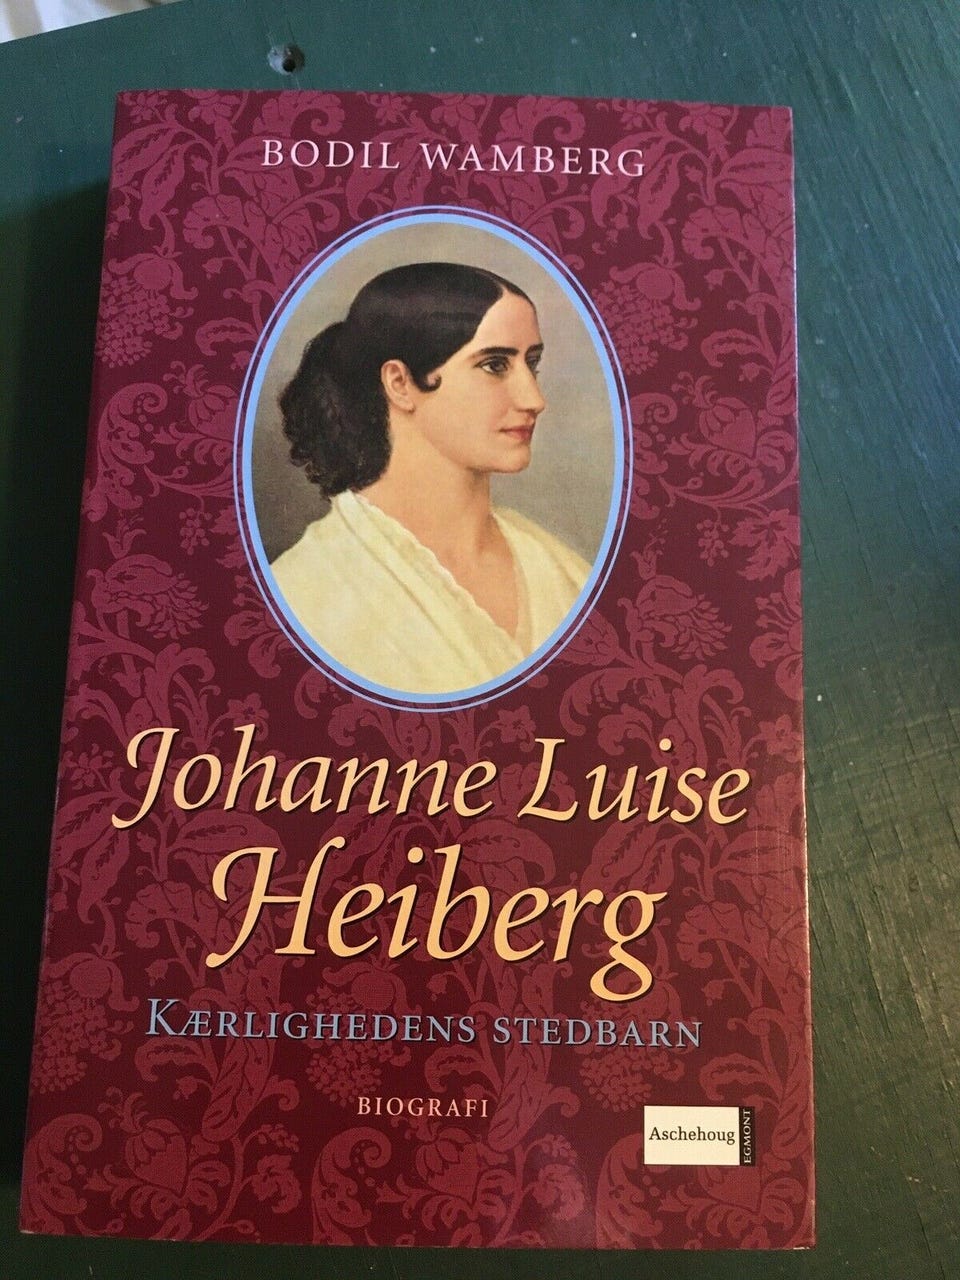 BODIL WAMBERG
Johanne Luise
Heiberg
KÆRLIGHEDENS STEDBARN
BIOGRAFI
Aschehoug
EGMONT